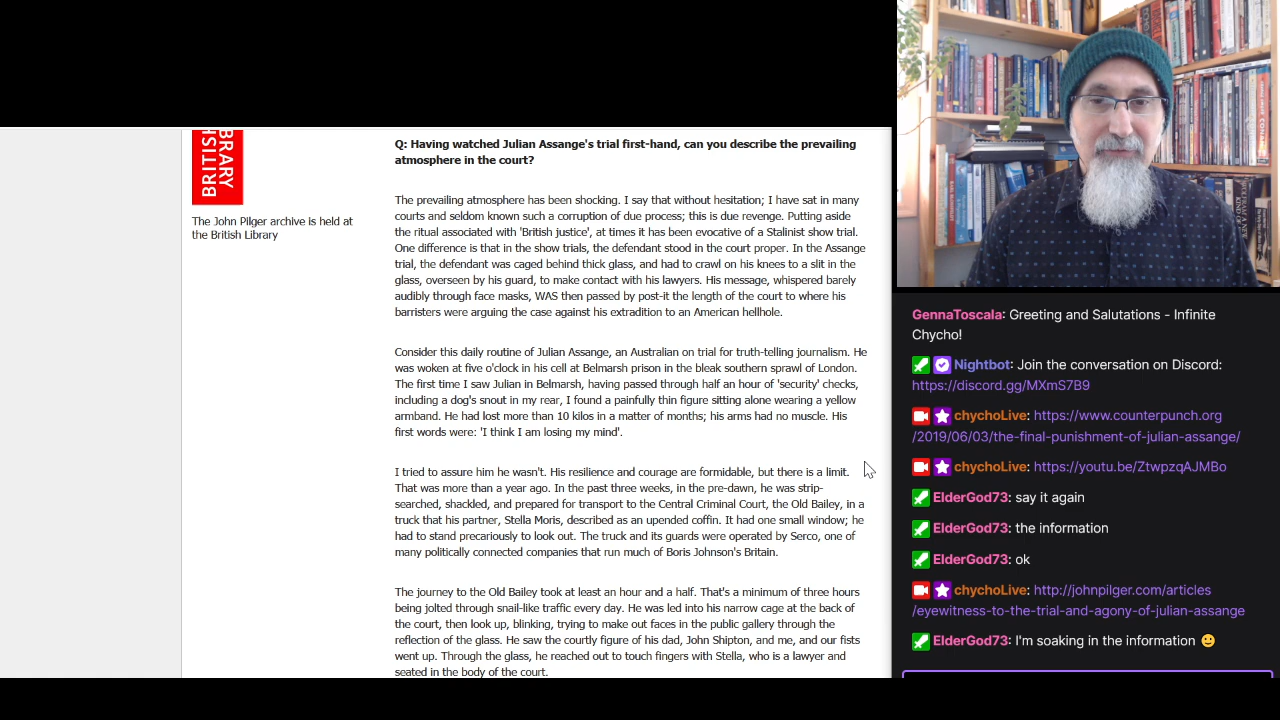 BRITISH
BRARY
The John Pilger archive is held at
the British Library
Q: Having watched Julian Assange's trial first-hand, can you describe the prevailing
atmosphere in the court?
The prevailing atmosphere has been shocking. I say that without hesitation; I have sat in many
courts and seldom known such a corruption of due process; this is due revenge. Putting aside
the ritual associated with 'British justice', at times it has been evocative of a Stalinist show trial.
One difference is that in the show trials, the defendant stood in the court proper. In the Assange
trial, the defendant was caged behind thick glass, and had to crawl on his knees to a slit in the
glass, overseen by his guard, to make contact with his lawyers. His message, whispered barely
audibly through face masks, WAS then passed by post-it the length of the court to where his
barristers were arguing the case against his extradition to an American hellhole.
Consider this daily routine of Julian Assange, an Australian on trial for truth-telling journalism. He
was woken at five o'clock in his cell at Belmarsh prison in the bleak southern sprawl of London.
The first time I saw Julian in Belmarsh, having passed through half an hour of 'security' checks,
including a dog's snout in my rear, I found a painfully thin figure sitting alone wearing a yellow
armband. He had lost more than 10 kilos in a matter of months; his arms had no muscle. His
first words were: 'I think I am losing my mind'.
I tried to assure him he wasn't. His resilience and courage are formidable, but there is a limit.
That was more than a year ago. In the past three weeks, in the pre-dawn, he was strip-
searched, shackled, and prepared for transport to the Central Criminal Court, the Old Bailey, in a
truck that his partner, Stella Moris, described as an upended coffin. It had one small window; he
had to stand precariously to look out. The truck and its guards were operated by Serco, one of
many politically connected companies that run much of Boris Johnson's Britain.
The journey to the Old Bailey took at least an hour and a half. That's a minimum of three hours
being jolted through snail-like traffic every day. He was led into his narrow cage at the back of
the court, then look up, blinking, trying to make out faces in the public gallery through the
reflection of the glass. He saw the courtly figure of his dad, John Shipton, and me, and our fists
went up. Through the glass, he reached out to touch fingers with Stella, who is a lawyer and
seated in the body of the court.
GennaToscala: Greeting and Salutations - Infinite
Chycho!
Nightbot: Join the conversation on Discord:
https://discord.gg/MXmS7B9
chychoLive: https://www.counterpunch.org
/2019/06/03/the-final-punishment-of-julian-assange/
chychoLive: https://youtu.be/ZtwpzqAJMBo
ElderGod73: say it again
ElderGod73: the information
ElderGod73: ok
chychoLive: http://johnpilger.com/articles
/eyewitness-to-the-trial-and-agony-of-julian-assange
ElderGod73: I'm soaking in the information 🙂